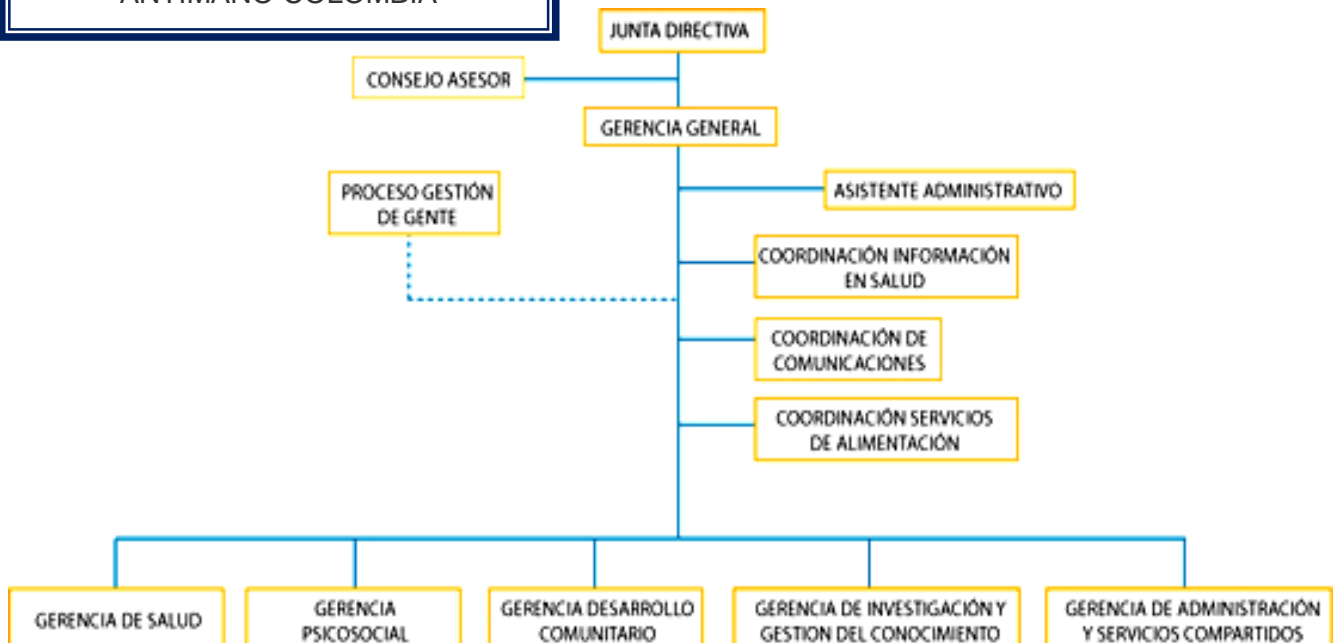 ANTIMANO COLOMBIA
JUNTA DIRECTIVA
CONSEJO ASESOR
GERENCIA GENERAL
PROCESO GESTIÓN
DE GENTE
ASISTENTE ADMINISTRATIVO
COORDINACIÓN INFORMACIÓN
EN SALUD
COORDINACIÓN DE
COMUNICACIONES
COORDINACIÓN SERVICIOS
DE ALIMENTACIÓN
GERENCIA DE SALUD
GERENCIA
PSICOSOCIAL
GERENCIA DESARROLLO
COMUNITARIO
GERENCIA DE INVESTIGACIÓN Y
GESTION DEL CONOCIMIENTO
GERENCIA DE ADMINISTRACIÓN
Y SERVICIOS COMPARTIDOS